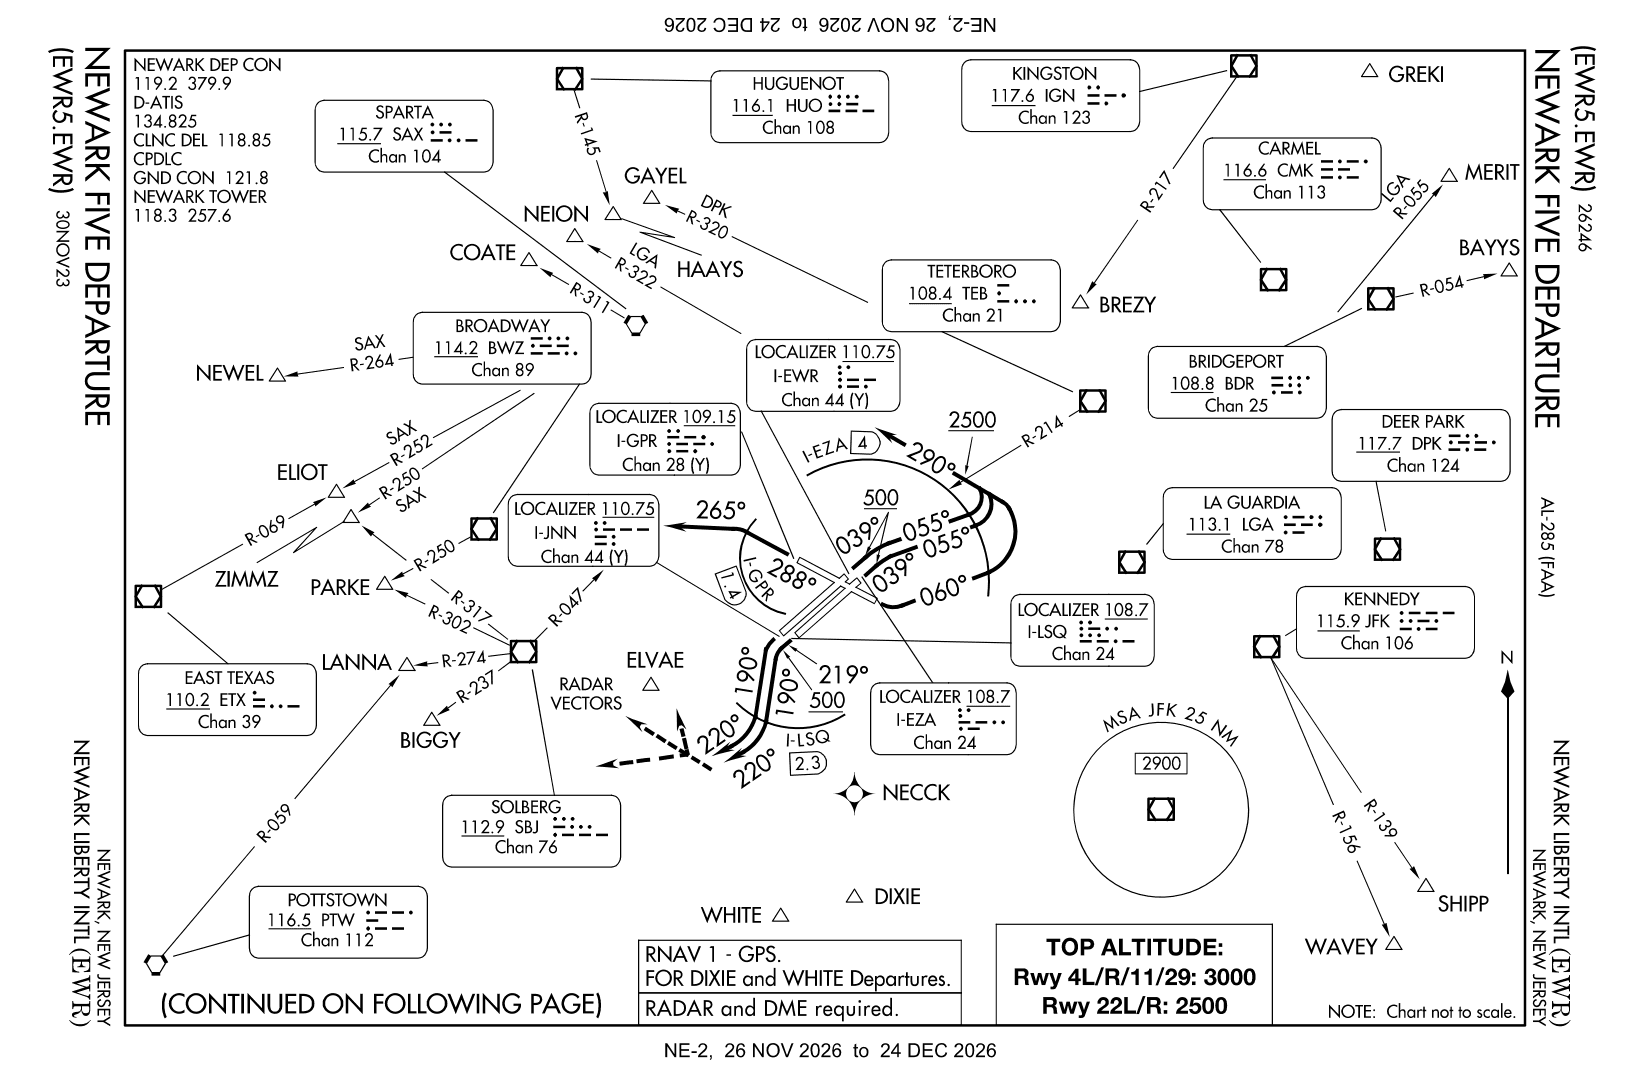 NE-2, 26 NOV 2026 to 24 DEC 2026
NEWARK FIVE DEPARTURE
(EWR5.EWR) 30NOV23
NEWARK LIBERTY INTL (EWR)
NEWARK, NEW JERSEY
NEWARK DEP CON
119.2 379.9
D-ATIS
134.825
CLNC DEL 118.85
CPDLC
GND CON 121.8
NEWARK TOWER
118.3 257.6
SPARTA
115.7 SAX
Chan 104
HUGUENOT
116.1 HUO
Chan 108
KINGSTON
117.6 IGN
Chan 123
GREKI
CARMEL
116.6 CMK
Chan 113
MERIT
LGA
R-055
BAYYS
R-054
R-145
GAYEL
DPK
R-320
NEION
HAAYS
LGA
R-322
COATE
R-311
R-217
BREZY
TETERBORO
108.4 TEB
Chan 21
BROADWAY
114.2 BWZ
Chan 89
NEWEL
SAX
R-264
LOCALIZER 110.75
I-EWR
Chan 44 (Y)
BRIDGEPORT
108.8 BDR
Chan 25
LOCALIZER 109.15
I-GPR
Chan 28 (Y)
DEER PARK
117.7 DPK
Chan 124
SAX
R-252
R-250
SAX
ELIOT
R-069
ZIMMZ
R-250
PARKE
R-317
R-302
R-047
LOCALIZER 110.75
I-JNN
Chan 44 (Y)
265°
I-GPR
1.4
288°
I-EZA 4
290°
2500
R-214
500
039°
055°
055°
039°
060°
LA GUARDIA
113.1 LGA
Chan 78
LOCALIZER 108.7
I-LSQ
Chan 24
KENNEDY
115.9 JFK
Chan 106
LANNA
R-274
R-237
BIGGY
EAST TEXAS
110.2 ETX
Chan 39
ELVAE
RADAR
VECTORS
190°
190°
219°
500
220°
220°
I-LSQ
2.3
LOCALIZER 108.7
I-EZA
Chan 24
N
MSA JFK 25 NM
2900
NECCK
R-059
SOLBERG
112.9 SBJ
Chan 76
R-139
R-156
SHIPP
WAVEY
DIXIE
WHITE
POTTSTOWN
116.5 PTW
Chan 112
(CONTINUED ON FOLLOWING PAGE)
RNAV 1 - GPS.
FOR DIXIE and WHITE Departures.
RADAR and DME required.
TOP ALTITUDE:
Rwy 4L/R/11/29: 3000
Rwy 22L/R: 2500
NOTE: Chart not to scale.
NEWARK FIVE DEPARTURE
(EWR5.EWR) 26246
AL-285 (FAA)
NEWARK LIBERTY INTL (EWR)
NEWARK, NEW JERSEY
NE-2, 26 NOV 2026 to 24 DEC 2026